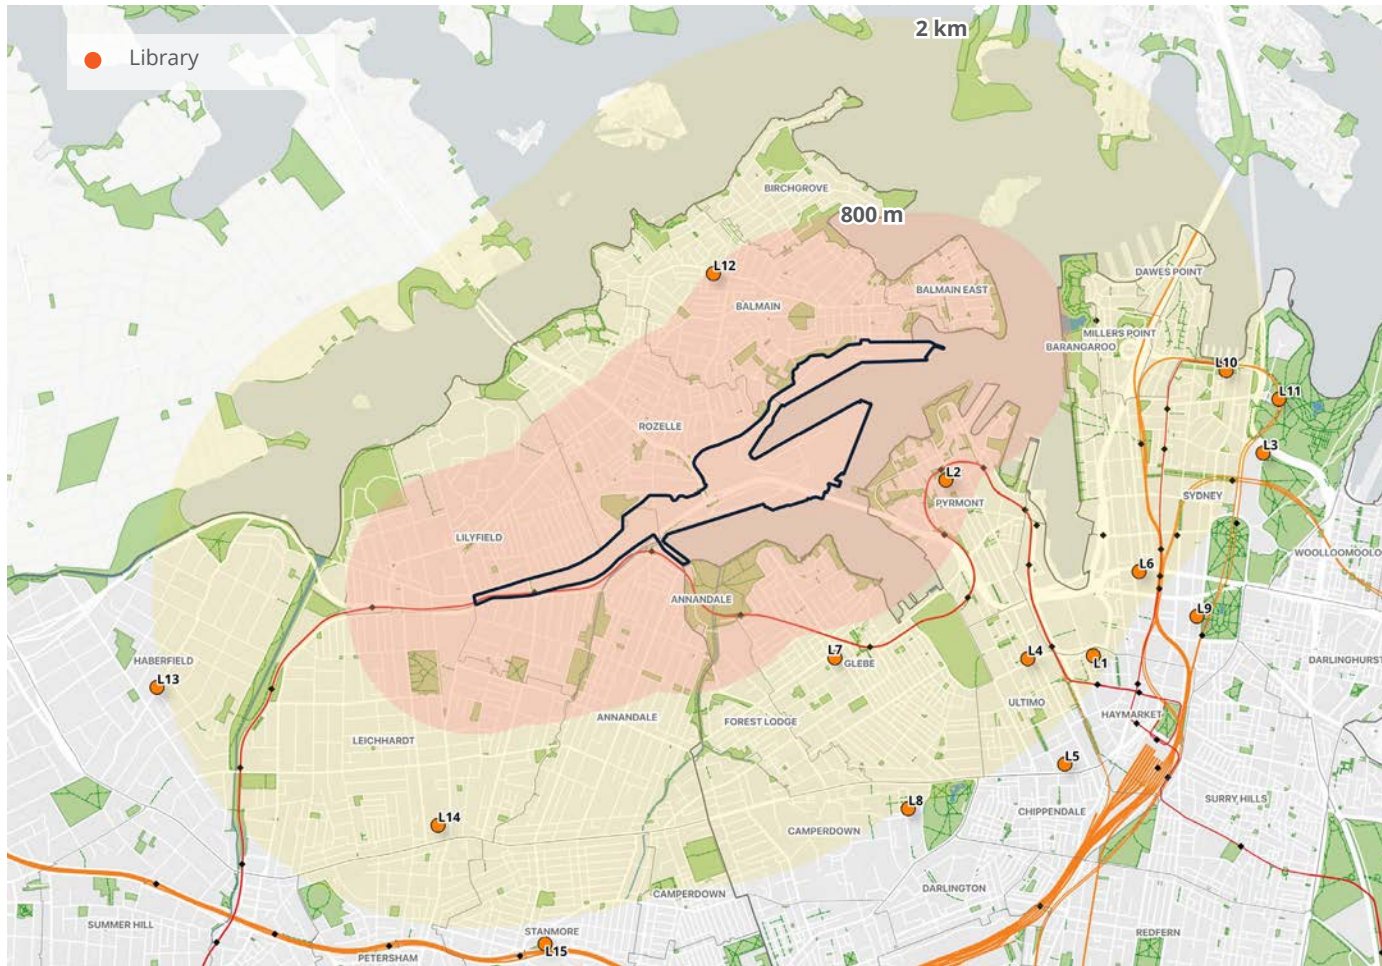 2 km
Library
BIRCHGROVE
800 m
L12
DAWES POINT
BALMAIN EAST
BALMAIN
MILLERS POINT
BARANGAROO
L10
L11
ROZELLE
L3
L2
SYDNEY
PYRMONT
LILYFIELD
WOOLLOOMOOLO
L6
ANNANDALE
L9
L7
L4
L1
HABERFIELD
GLEBE
DARLINGHURST
L13
ULTIMO
ANNANDALE
FOREST LODGE
HAYMARKET
LEICHHARDT
L5
L8
SURRY HILLS
L14
CHIPPENDALE
CAMPERDOWN
DARLINGTON
CAMPERDOWN
SUMMER HILL
STANMORE
REDFERN
L15
PETERSHAM